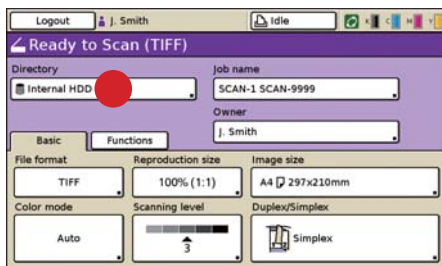 Logout J. Smith Idle K C M Y
Ready to Scan (TIFF)
Directory Job name
Internal HDD SCAN-1 SCAN-9999
Owner
J. Smith
Basic Functions
File format Reproduction size Image size
TIFF 100% (1:1) A4 297x210mm
Color mode Scanning level Duplex/Simplex
Auto 3 Simplex